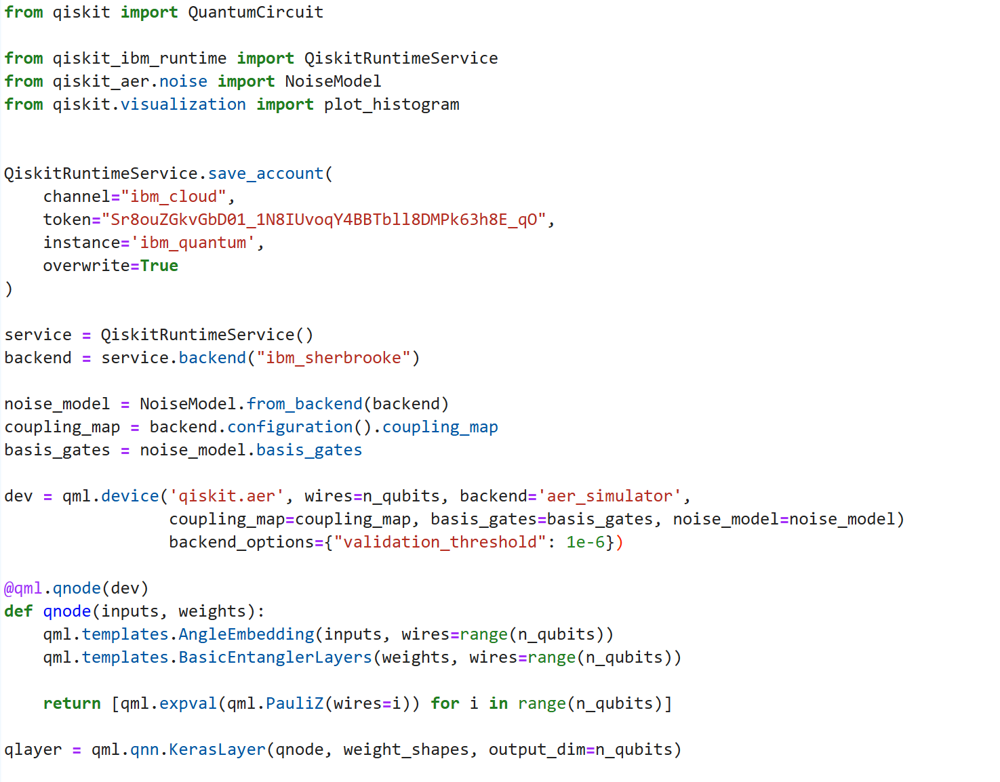 from qiskit import QuantumCircuit
from qiskit_ibm_runtime import QiskitRuntimeService
from qiskit_aer.noise import NoiseModel
from qiskit.visualization import plot_histogram
QiskitRuntimeService.save_account(
    channel="ibm_cloud",
    token="Sr8ouZGkvGbD01_1N8IUvoqY4BBTbll8DMPk63h8E_qO",
    instance='ibm_quantum',
    overwrite=True
)
service = QiskitRuntimeService()
backend = service.backend("ibm_sherbrooke")
noise_model = NoiseModel.from_backend(backend)
coupling_map = backend.configuration().coupling_map
basis_gates = noise_model.basis_gates
dev = qml.device('qiskit.aer', wires=n_qubits, backend='aer_simulator',
                 coupling_map=coupling_map, basis_gates=basis_gates, noise_model=noise_model)
                 backend_options={"validation_threshold": 1e-6})
@qml.qnode(dev)
def qnode(inputs, weights):
    qml.templates.AngleEmbedding(inputs, wires=range(n_qubits))
    qml.templates.BasicEntanglerLayers(weights, wires=range(n_qubits))
    return [qml.expval(qml.PauliZ(wires=i)) for i in range(n_qubits)]
qlayer = qml.qnn.KerasLayer(qnode, weight_shapes, output_dim=n_qubits)